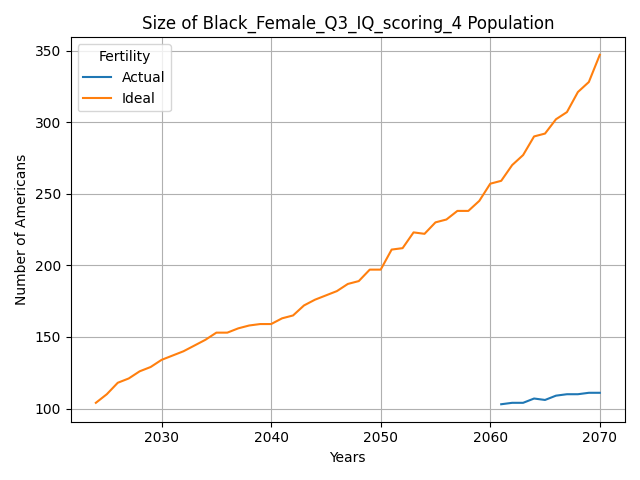 Size of Black_Female_Q3_IQ_scoring_4 Population
Fertility
Actual
Ideal
350
300
250
200
150
100
Number of Americans
2030
2040
2050
2060
2070
Years